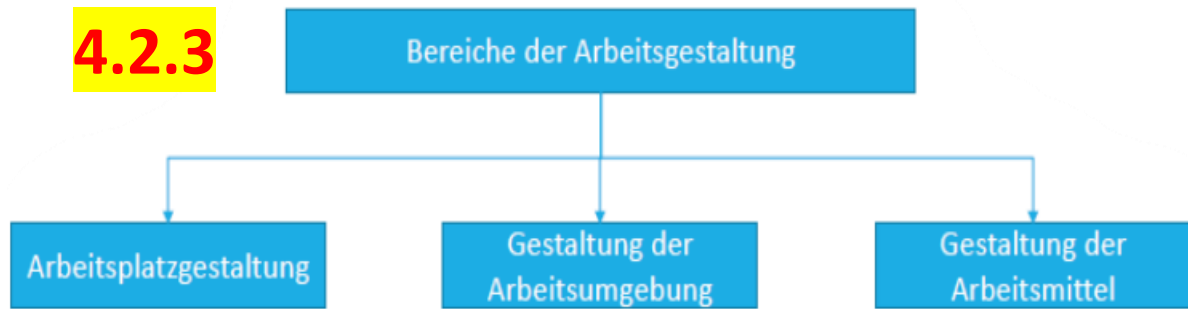 4.2.3
Bereiche der Arbeitsgestaltung
Arbeitsplatzgestaltung
Gestaltung der
Arbeitsumgebung
Gestaltung der
Arbeitsmittel